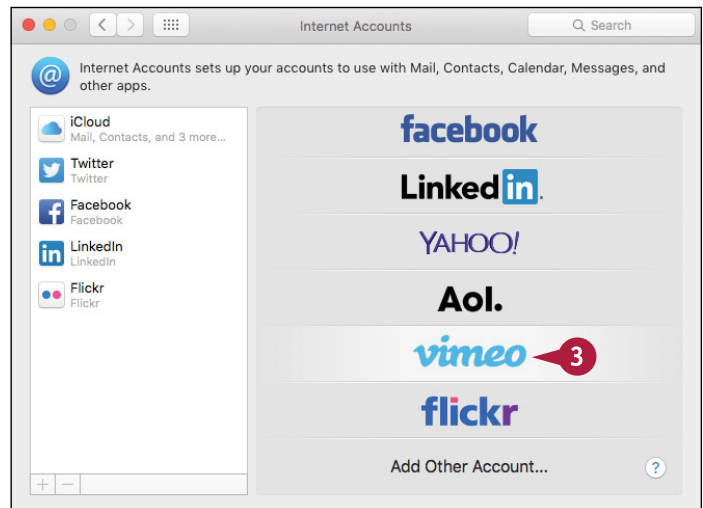 Internet Accounts
Search
Internet Accounts sets up your accounts to use with Mail, Contacts, Calendar, Messages, and
other apps.
iCloud
Mail, Contacts, and 3 more...
Twitter
Twitter
Facebook
Facebook
LinkedIn
LinkedIn
Flickr
Flickr
facebook
Linked in.
YAHOO!
Aol.
vimeo
3
flickr
Add Other Account...
?